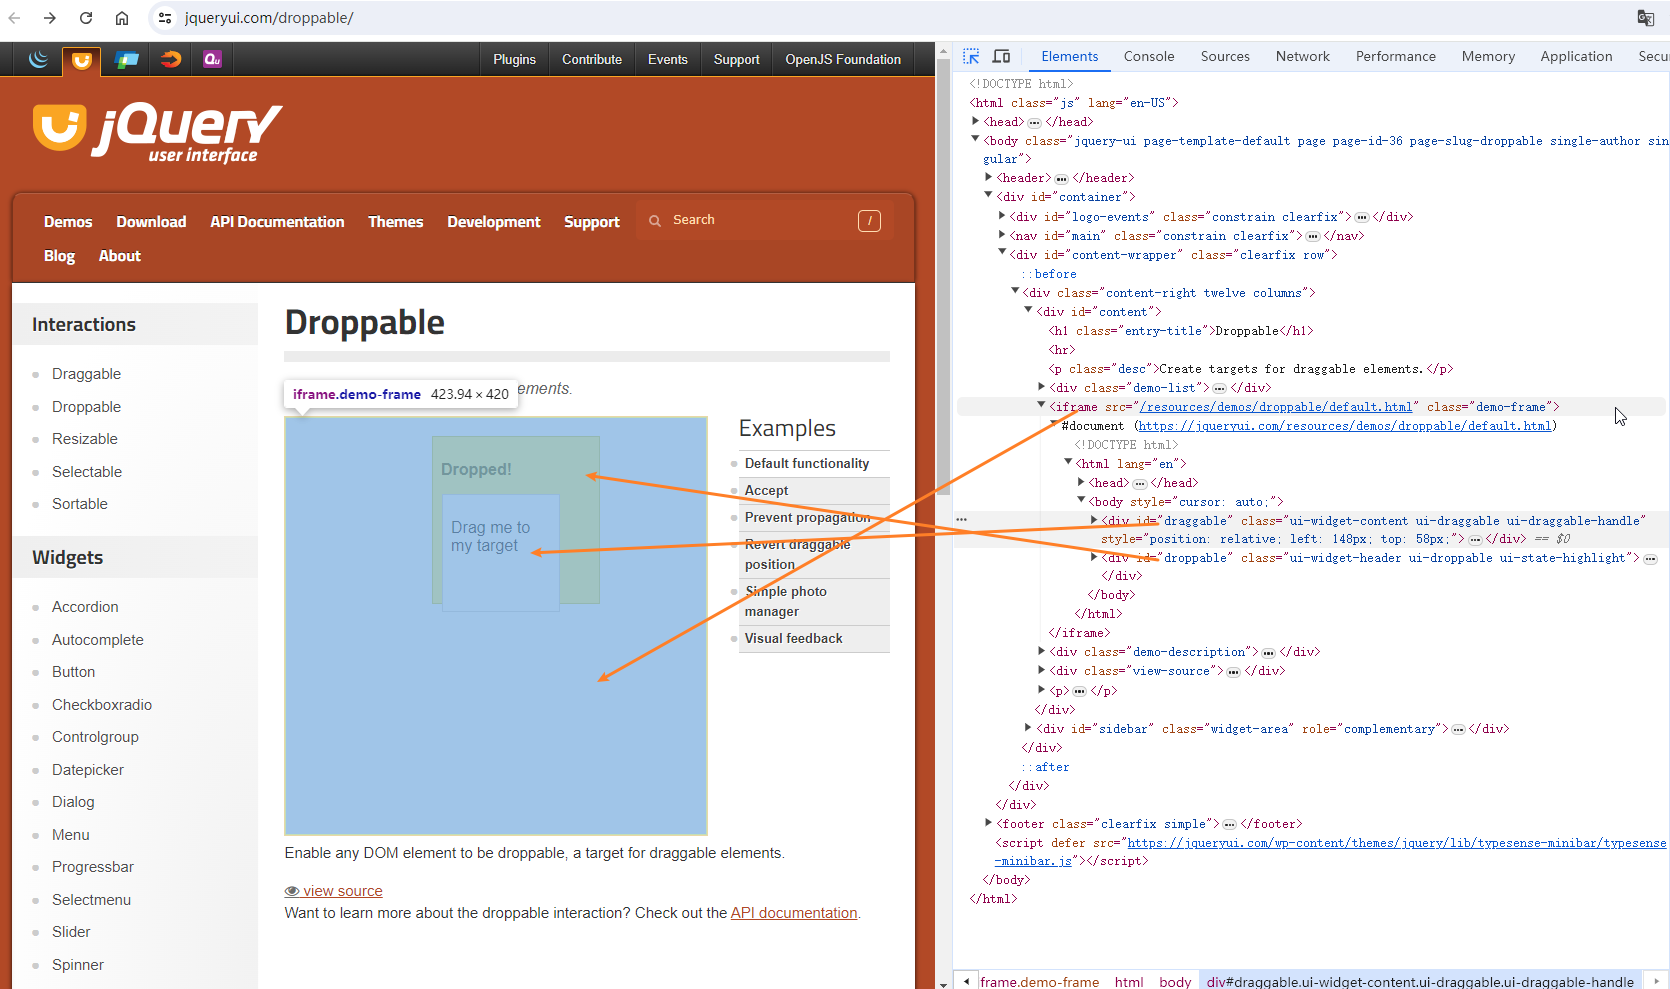 jqueryui.com/droppable/
Plugins
Contribute
Events
Support
OpenJS Foundation
Qu
jQuery
user interface
Demos
Download
API Documentation
Themes
Development
Support
Search
/
Blog
About
Interactions
Draggable
Droppable
Resizable
Selectable
Sortable
Widgets
Accordion
Autocomplete
Button
Checkboxradio
Controlgroup
Datepicker
Dialog
Menu
Progressbar
Selectmenu
Slider
Spinner
Droppable
iframe.demo-frame 423.94 × 420
ements.
Dropped!
Drag me to
my target
Examples
Default functionality
Accept
Prevent propagation
Revert draggable
position
Simple photo
manager
Visual feedback
Enable any DOM element to be droppable, a target for draggable elements.
view source
Want to learn more about the droppable interaction? Check out the API documentation.
Elements
Console
Sources
Network
Performance
Memory
Application
Secu
<!DOCTYPE html>
<html class="js" lang="en-US">
<head> … </head>
<body class="jquery-ui page-template-default page page-id-36 page-slug-droppable single-author sin
gular">
<header> … </header>
<div id="container">
<div id="logo-events" class="constrain clearfix"> … </div>
<nav id="main" class="constrain clearfix"> … </nav>
<div id="content-wrapper" class="clearfix row">
::before
<div class="content-right twelve columns">
<div id="content">
<h1 class="entry-title">Droppable</h1>
<hr>
<p class="desc">Create targets for draggable elements.</p>
<div class="demo-list"> … </div>
<iframe src="/resources/demos/droppable/default.html" class="demo-frame">
#document (https://jqueryui.com/resources/demos/droppable/default.html)
<!DOCTYPE html>
<html lang="en">
<head> … </head>
<body style="cursor: auto;">
… <div id="draggable" class="ui-widget-content ui-draggable ui-draggable-handle"
style="position: relative; left: 148px; top: 58px;"> … </div> == $0
<div id="droppable" class="ui-widget-header ui-droppable ui-state-highlight"> …
</div>
</body>
</html>
</iframe>
<div class="demo-description"> … </div>
<div class="view-source"> … </div>
<p> … </p>
</div>
<div id="sidebar" class="widget-area" role="complementary"> … </div>
</div>
::after
</div>
</div>
<footer class="clearfix simple"> … </footer>
<script defer src="https://jqueryui.com/wp-content/themes/jquery/lib/typesense-minibar/typesense
-minibar.js"></script>
</body>
</html>
frame.demo-frame html body div#draggable.ui-widget-content.ui-draggable.ui-draggable-handle